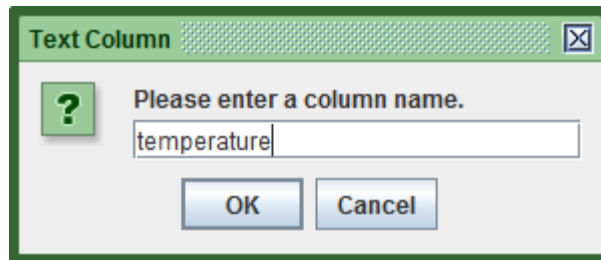 Text Column
?
Please enter a column name.
temperature
OK
Cancel